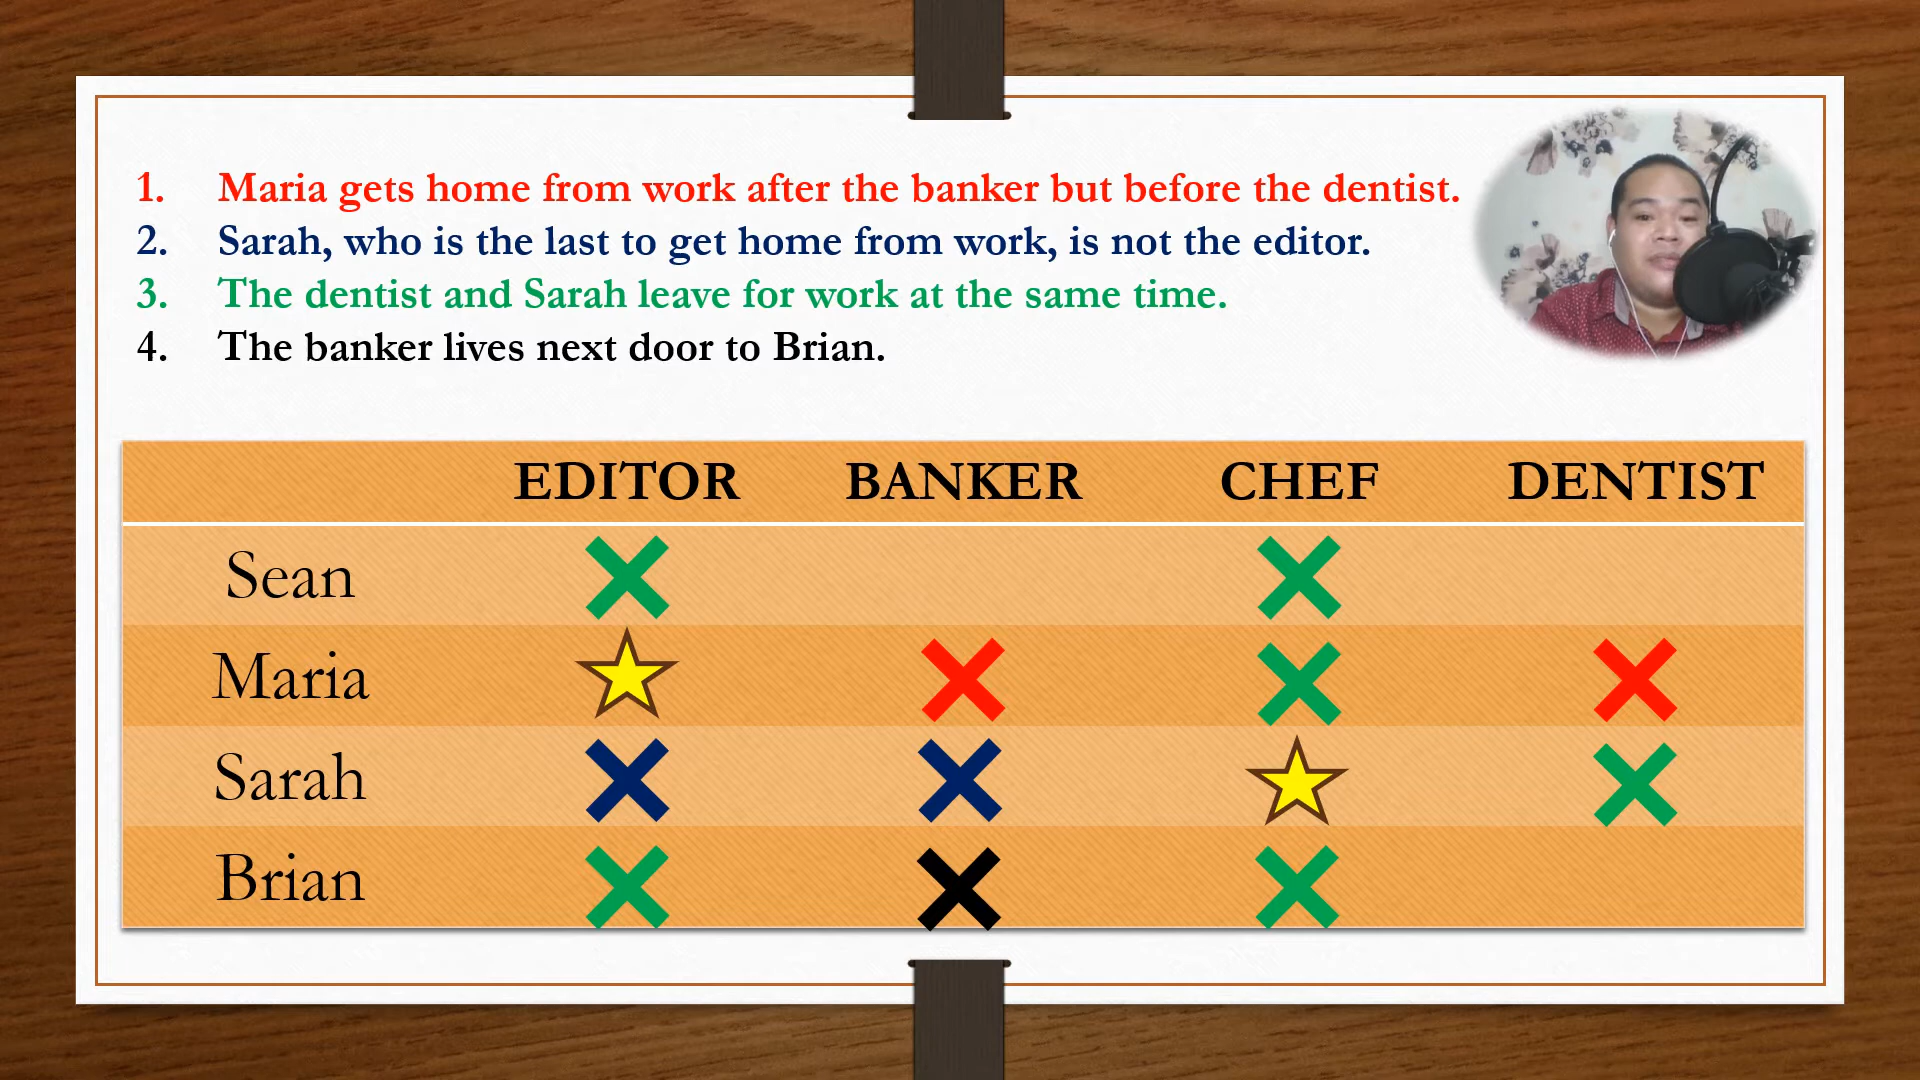 1. Maria gets home from work after the banker but before the dentist.
2. Sarah, who is the last to get home from work, is not the editor.
3. The dentist and Sarah leave for work at the same time.
4. The banker lives next door to Brian.
EDITOR BANKER CHEF DENTIST
Sean
Maria
Sarah
Brian